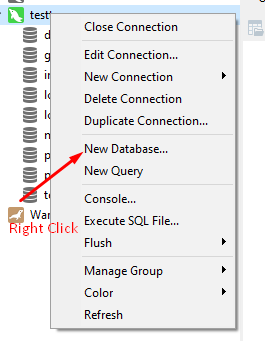 test
Close Connection
Edit Connection...
New Connection
Delete Connection
Duplicate Connection...
New Database...
New Query
Console...
Execute SQL File...
Flush
Manage Group
Color
Refresh
Right Click